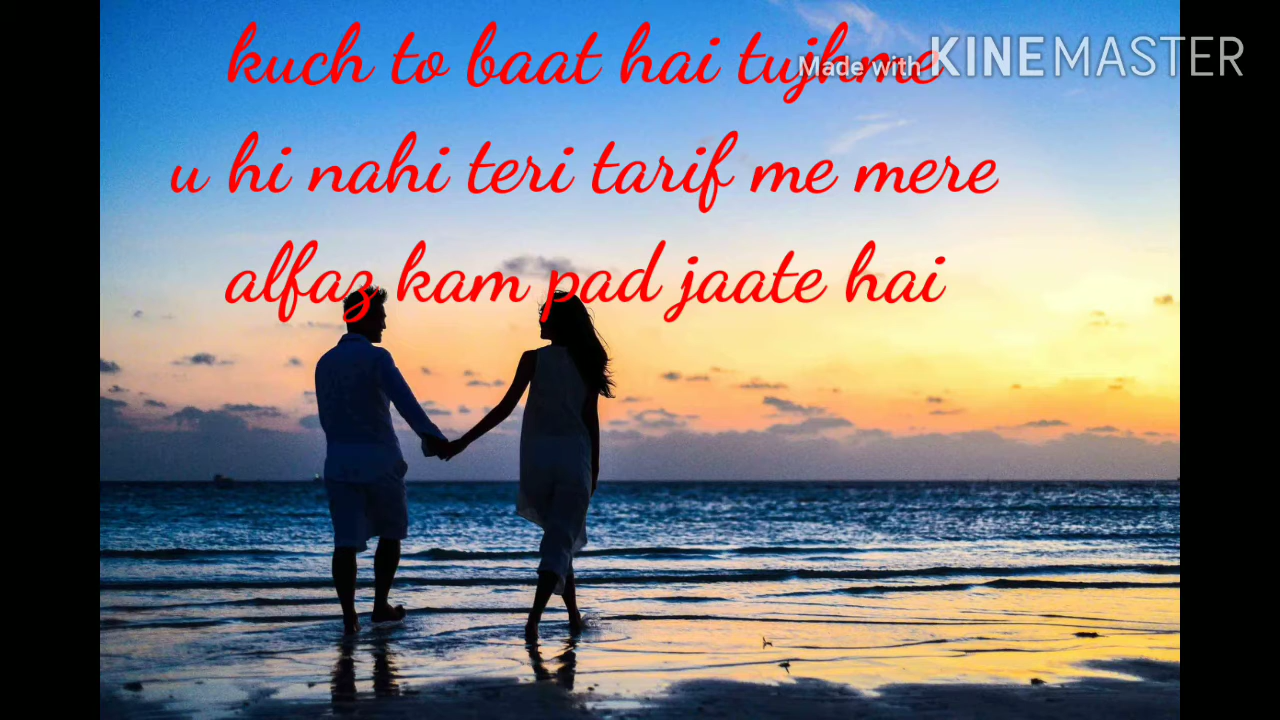 kuch to baat hai tujhme
Made with KINEMASTER
u hi nahi teri tarif me mere
alfaz kam pad jaate hai